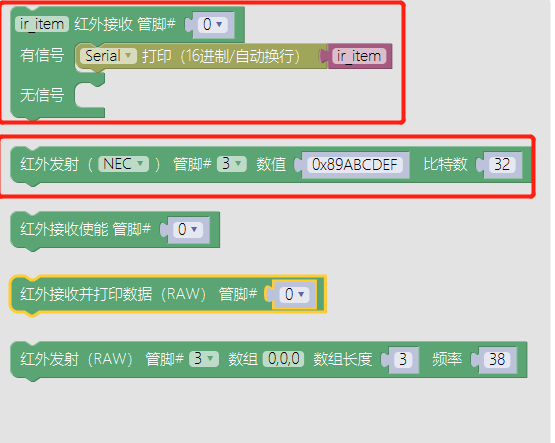 ir_item 红外接收 管脚# 0
有信号 Serial 打印（16进制/自动换行） ir_item
无信号
红外发射（ NEC ） 管脚# 3 数值 0x89ABCDEF 比特数 32
红外接收使能 管脚# 0
红外接收并打印数据（RAW） 管脚# 0
红外发射（RAW） 管脚# 3 数组 0,0,0 数组长度 3 频率 38